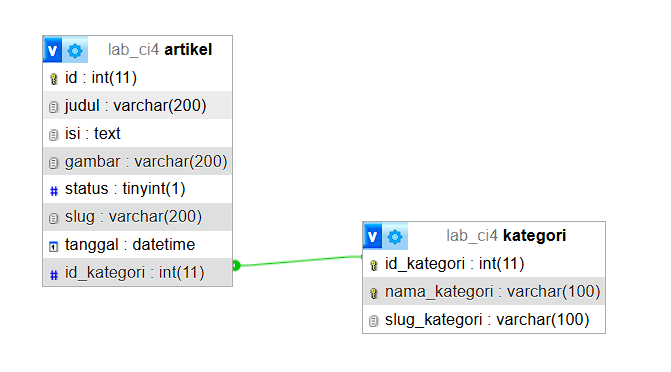 v lab_ci4 artikel
id : int(11)
judul : varchar(200)
isi : text
gambar : varchar(200)
# status : tinyint(1)
slug : varchar(200)
tanggal : datetime
# id_kategori : int(11)
v lab_ci4 kategori
id_kategori : int(11)
nama_kategori : varchar(100)
slug_kategori : varchar(100)